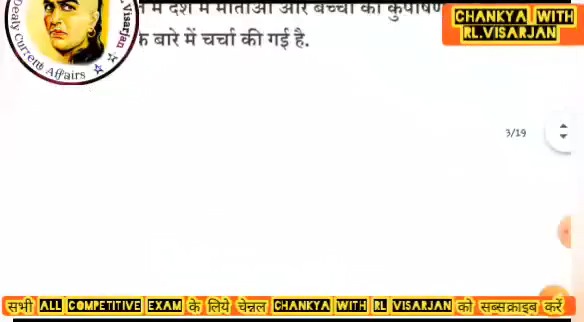 में देश में माताओं और बच्चों को कुपोषण
के बारे में चर्चा की गई है.
CHANKYA WITH
RL.VISARJAN
Visarjan
Dealy Current Affairs
3/19
सभी ALL COMPETITIVE EXAM के लिये चेन्नल CHANKYA WITH RL VISARJAN को सब्सक्राइब करें